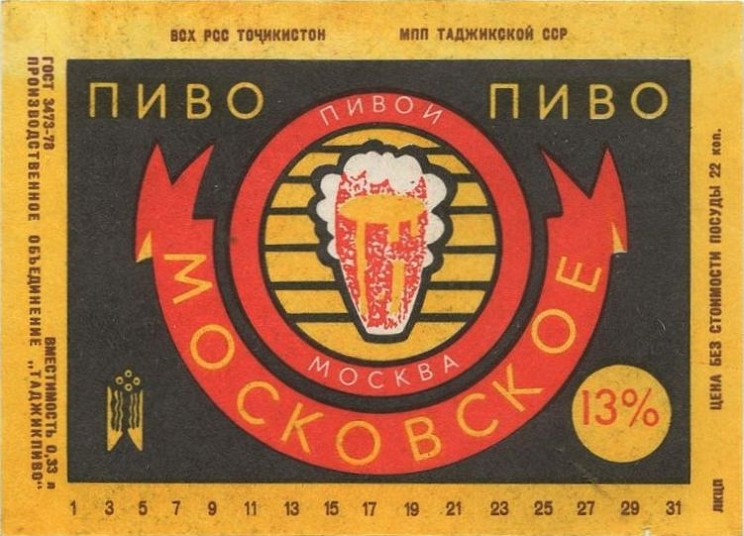 ВСХ РСС ТОҶИКИСТОН
МПП ТАДЖИКСКОЙ ССР
ПИВО
ПИВО
ПИВОИ
МОСКВА
МОСКОВСКОЕ
13%
ГОСТ 3473-78
ПРОИЗВОДСТВЕННОЕ ОБЪЕДИНЕНИЕ „ТАДЖИКПИВО"
ВМЕСТИМОСТЬ 0,33 л
ЦЕНА БЕЗ СТОИМОСТИ ПОСУДЫ 22 коп.
ЛКЦП
1 3 5 7 9 11 13 15 17 19 21 23 25 27 29 31